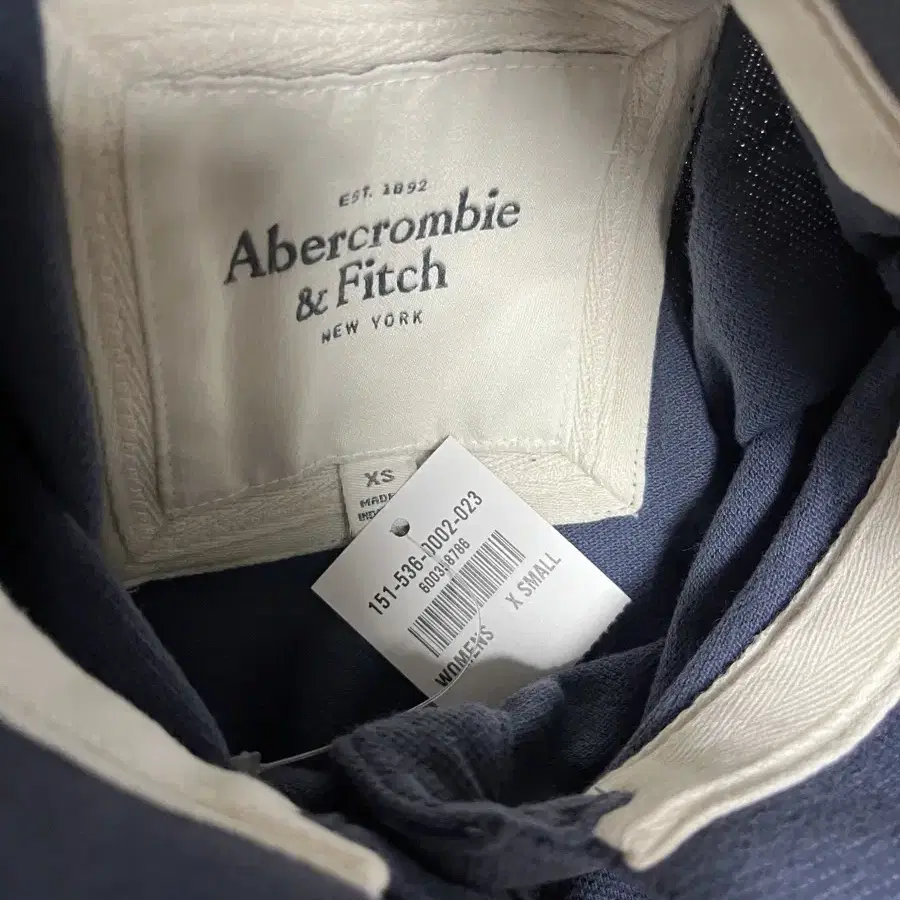 EST. 1892
Abercrombie
& Fitch
NEW YORK
XS
MADE
151-536-0002-023
X SMALL
WOMENS